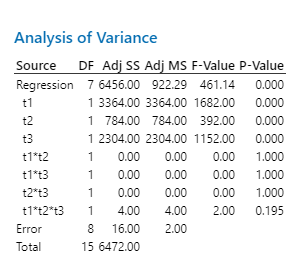 Analysis of Variance
Source DF Adj SS Adj MS F-Value P-Value
Regression 7 6456.00 922.29 461.14 0.000
t1 1 3364.00 3364.00 1682.00 0.000
t2 1 784.00 784.00 392.00 0.000
t3 1 2304.00 2304.00 1152.00 0.000
t1*t2 1 0.00 0.00 0.00 1.000
t1*t3 1 0.00 0.00 0.00 1.000
t2*t3 1 0.00 0.00 0.00 1.000
t1*t2*t3 1 4.00 4.00 2.00 0.195
Error 8 16.00 2.00
Total 15 6472.00